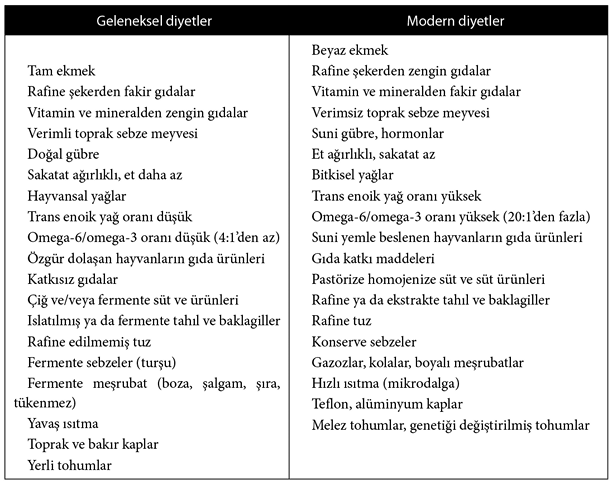 Geleneksel diyetler
Tam ekmek
Rafine şekerden fakir gıdalar
Vitamin ve mineralden zengin gıdalar
Verimli toprak sebze meyvesi
Doğal gübre
Sakatat ağırlıklı, et daha az
Hayvansal yağlar
Trans enoik yağ oranı düşük
Omega-6/omega-3 oranı düşük (4:1’den az)
Özgür dolaşan hayvanların gıda ürünleri
Katkısız gıdalar
Çiğ ve/veya fermente süt ve ürünleri
Islatılmış ya da fermente tahıl ve baklagiller
Rafine edilmemiş tuz
Fermente sebzeler (turşu)
Fermente meşrubat (boza, şalgam, şıra,
tükenmez)
Yavaş ısıtma
Toprak ve bakır kaplar
Yerli tohumlar
Modern diyetler
Beyaz ekmek
Rafine şekerden zengin gıdalar
Vitamin ve mineralden fakir gıdalar
Verimsiz toprak sebze meyvesi
Suni gübre, hormonlar
Et ağırlıklı, sakatat az
Bitkisel yağlar
Trans enoik yağ oranı yüksek
Omega-6/omega-3 oranı yüksek (20:1’den fazla)
Suni yemle beslenen hayvanların gıda ürünleri
Gıda katkı maddeleri
Pastörize homojenize süt ve süt ürünleri
Rafine ya da ekstrakte tahıl ve baklagiller
Rafine tuz
Konserve sebzeler
Gazozlar, kolalar, boyalı meşrubatlar
Hızlı ısıtma (mikrodalga)
Teflon, alüminyum kaplar
Melez tohumlar, genetiği değiştirilmiş tohumlar